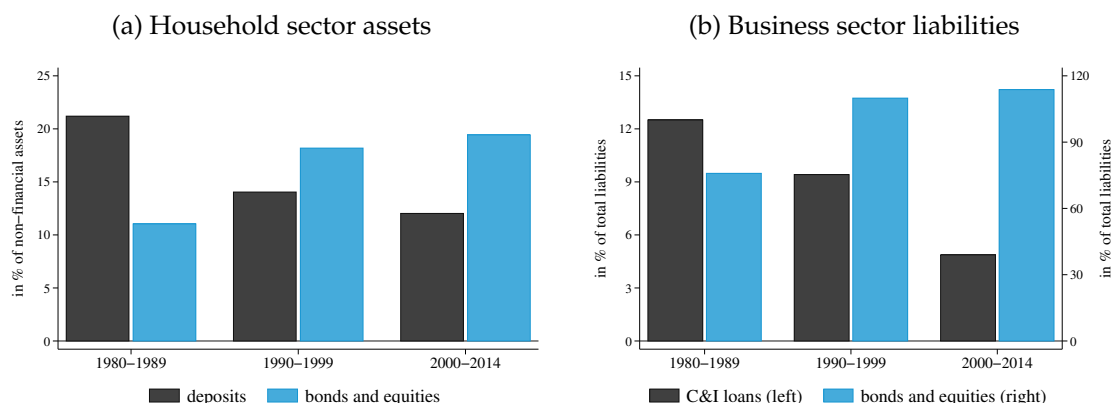 (a) Household sector assets
in % of non–financial assets
25
20
15
10
5
0
1980–1989 1990–1999 2000–2014
deposits bonds and equities
(b) Business sector liabilities
in % of total liabilities
15
12
9
6
3
0
120
90
60
30
0
in % of total liabilities
1980–1989 1990–1999 2000–2014
C&I loans (left) bonds and equities (right)